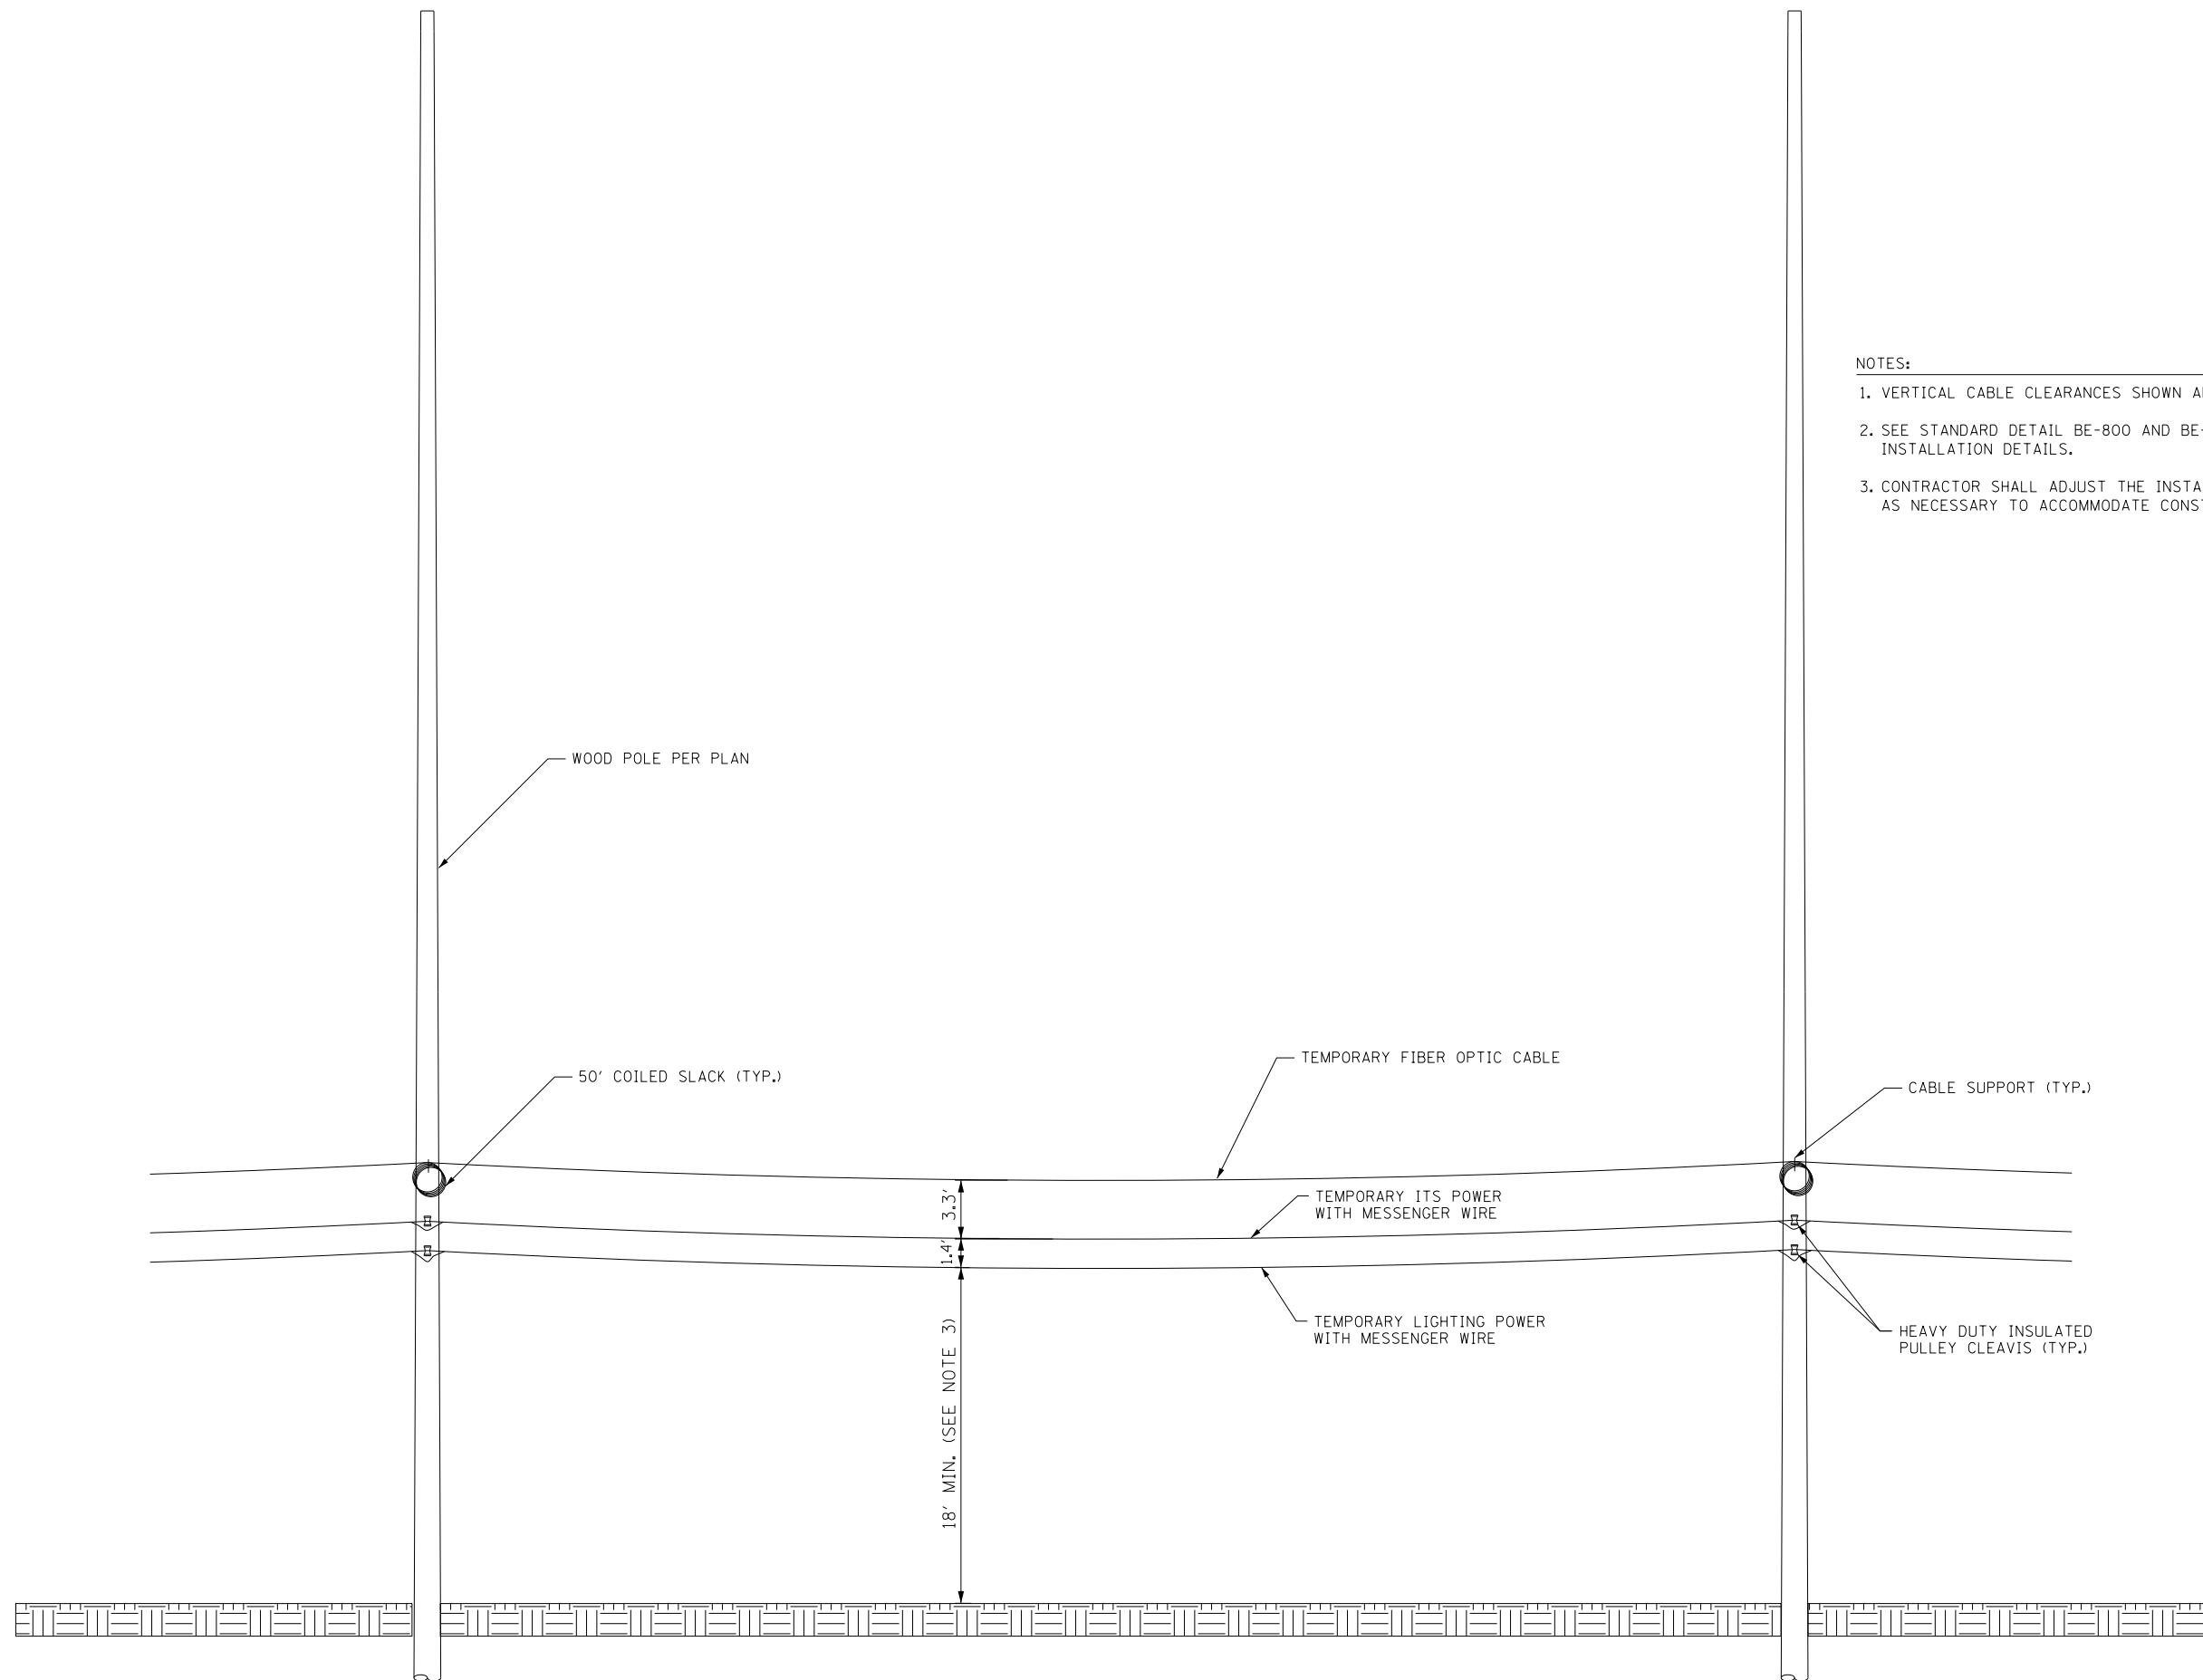 NOTES:
1. VERTICAL CABLE CLEARANCES SHOWN
2. SEE STANDARD DETAIL BE-800 AND BE-
INSTALLATION DETAILS.
3. CONTRACTOR SHALL ADJUST THE
AS NECESSARY TO ACCOMMODATE
WOOD POLE PER PLAN
50' COILED SLACK (TYP.)
TEMPORARY FIBER OPTIC CABLE
CABLE SUPPORT (TYP.)
3.3'
TEMPORARY ITS POWER
WITH MESSENGER WIRE
1.4'
TEMPORARY LIGHTING POWER
WITH MESSENGER WIRE
HEAVY DUTY INSULATED
PULLEY CLEAVIS (TYP.)
18' MIN. (SEE NOTE 3)